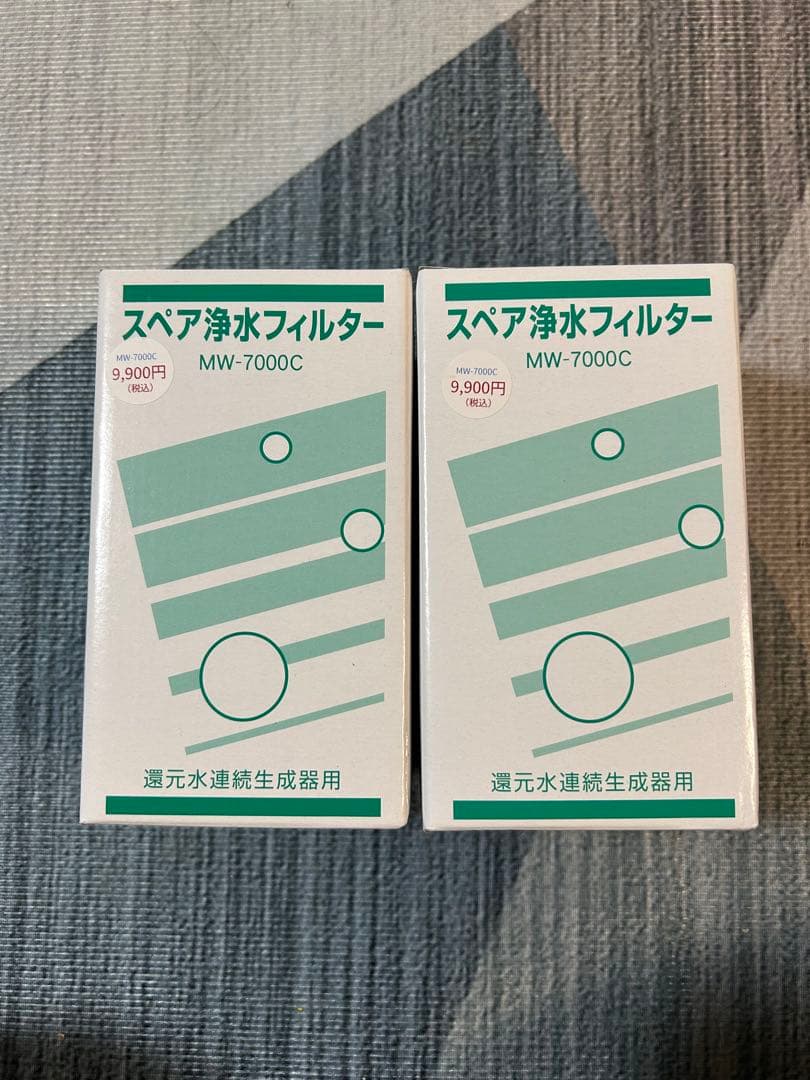 スペア浄水フィルター
MW-7000C
MW-7000C
9,900円
(税込)
還元水連続生成器用
スペア浄水フィルター
MW-7000C
MW-7000C
9,900円
(税込)
還元水連続生成器用